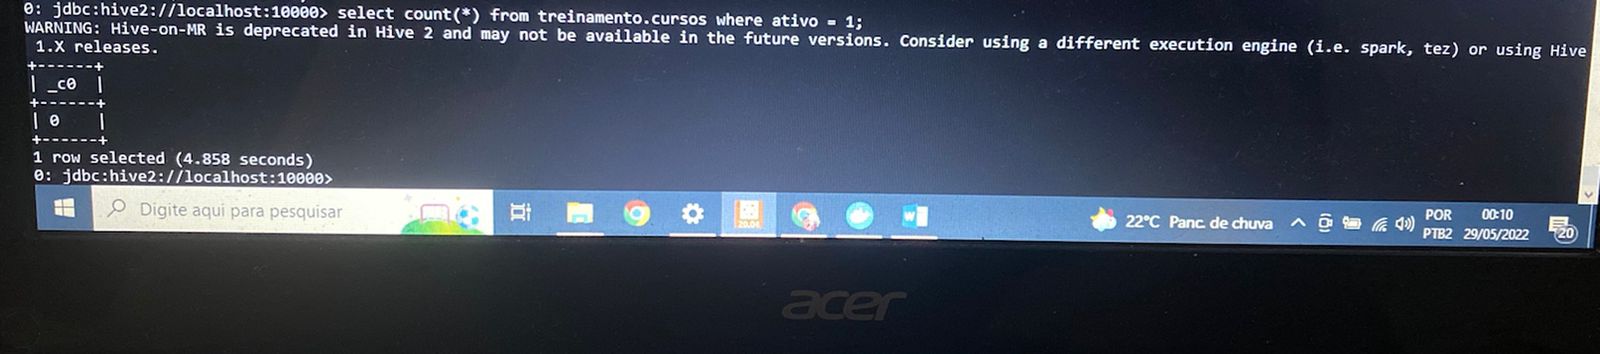 0: jdbc:hive2://localhost:10000> select count(*) from treinamento.cursos where ativo = 1;
WARNING: Hive-on-MR is deprecated in Hive 2 and may not be available in the future versions. Consider using a different execution engine (i.e. spark, tez) or using Hive
1.X releases.
+------+
| _c0 |
+------+
| 0 |
+------+
1 row selected (4.858 seconds)
0: jdbc:hive2://localhost:10000>
Digite aqui para pesquisar
20.04
22°C Panc. de chuva
POR
PTB2
00:10
29/05/2022
20
acer